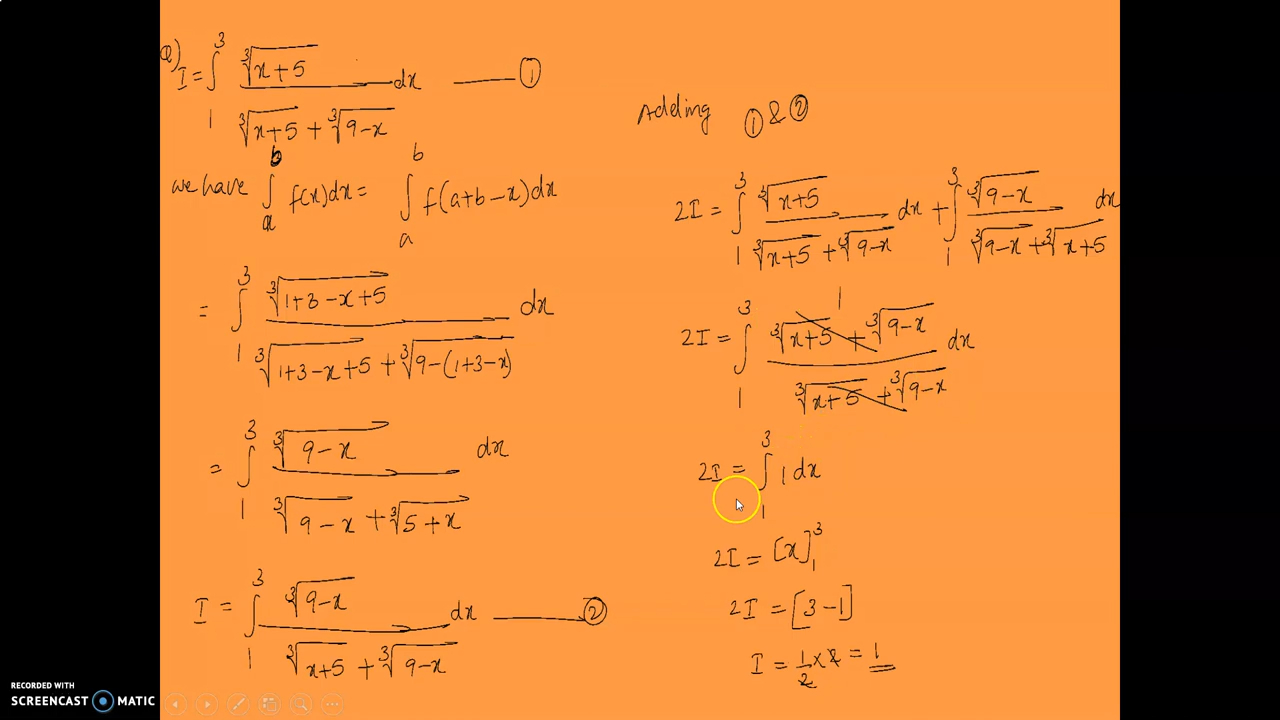 Q) I = ∫₁³ ∛(x+5) / (∛(x+5) + ∛(9-x)) dx —— ①
we have ∫ₐᵇ f(x)dx = ∫ₐᵇ f(a+b-x)dx
= ∫₁³ ∛(1+3-x+5) / (∛(1+3-x+5) + ∛(9-(1+3-x))) dx
= ∫₁³ ∛(9-x) / (∛(9-x) + ∛(5+x)) dx
I = ∫₁³ ∛(9-x) / (∛(x+5) + ∛(9-x)) dx —— ②
Adding ① & ②
2I = ∫₁³ ∛(x+5) / (∛(x+5) + ∛(9-x)) dx + ∫₁³ ∛(9-x) / (∛(9-x) + ∛(x+5)) dx
1
2I = ∫₁³ (∛(x+5) + ∛(9-x)) / (∛(x+5) + ∛(9-x)) dx
2I = ∫₁³ 1 dx
2I = [x]₁³
2I = [3-1]
I = 1/2 × 2 = 1
RECORDED WITH
SCREENCAST MATIC